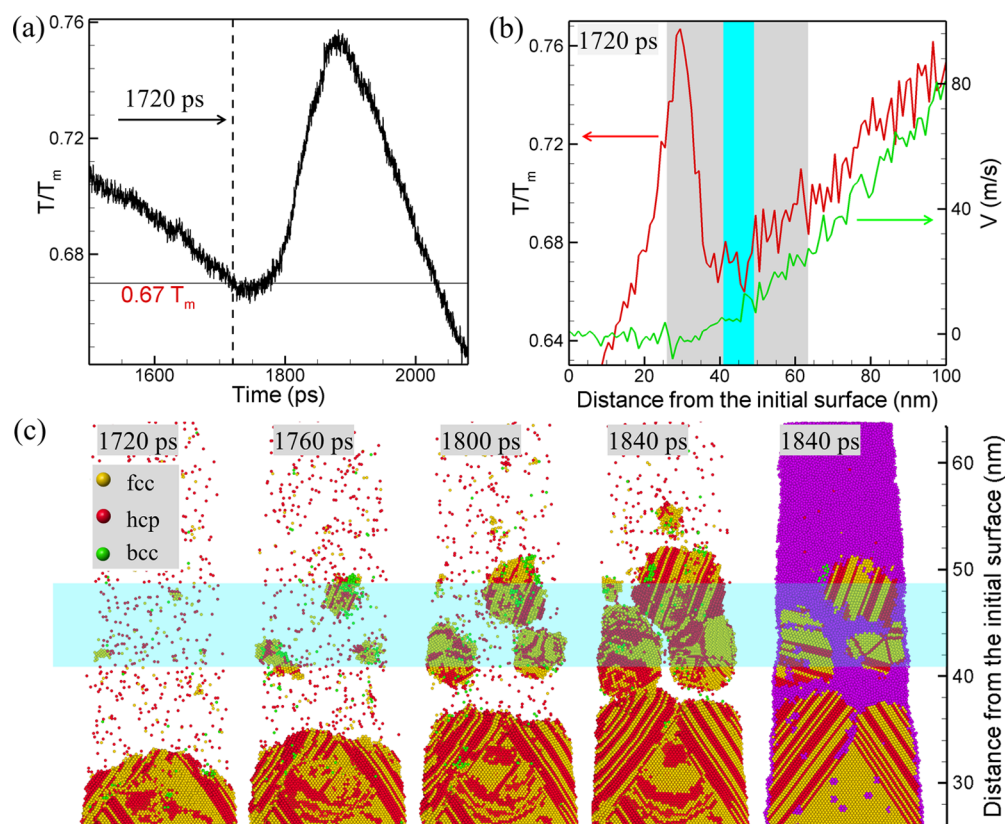 (a)
0.76
0.72
0.68
T/Tm
1720 ps
0.67 Tm
1600
1800
2000
Time (ps)
(b)
1720 ps
0.76
0.72
0.68
0.64
T/Tm
80
40
0
V (m/s)
0
20
40
60
80
100
Distance from the initial surface (nm)
(c)
1720 ps
1760 ps
1800 ps
1840 ps
1840 ps
fcc
hcp
bcc
60
50
40
30
Distance from the initial surface (nm)